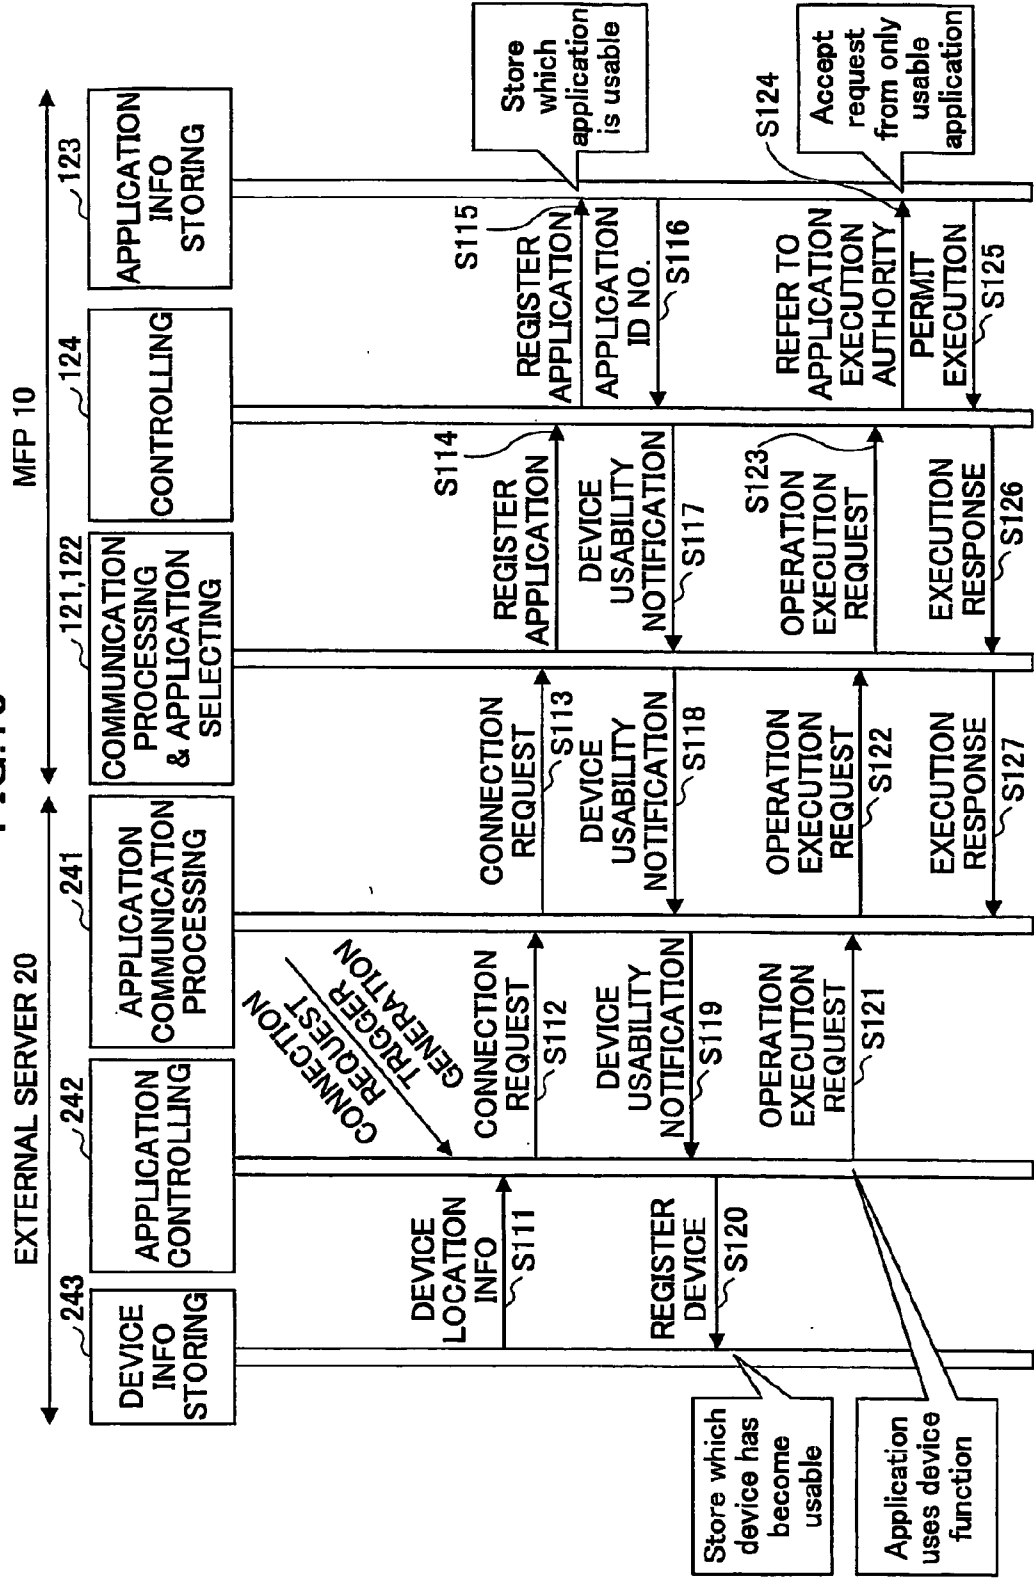 EXTERNAL SERVER 20
MFP 10
243
242
241
121,122
124
123
DEVICE
INFO
STORING
APPLICATION
CONTROLLING
APPLICATION
COMMUNICATION
PROCESSING
COMMUNICATION
PROCESSING
& APPLICATION
SELECTING
CONTROLLING
APPLICATION
INFO
STORING
CONNECTION
REQUEST
TRIGGER
GENERATION
DEVICE
LOCATION
INFO
S111
CONNECTION
REQUEST
S112
CONNECTION
REQUEST
S113
REGISTER
APPLICATION
S114
REGISTER
APPLICATION
S115
Store
which
application
is usable
APPLICATION
ID NO.
S116
DEVICE
USABILITY
NOTIFICATION
S117
DEVICE
USABILITY
NOTIFICATION
S118
DEVICE
USABILITY
NOTIFICATION
S119
REGISTER
DEVICE
S120
Store which
device has
become
usable
Application
uses device
function
OPERATION
EXECUTION
REQUEST
S121
OPERATION
EXECUTION
REQUEST
S122
OPERATION
EXECUTION
REQUEST
S123
REFER TO
APPLICATION
EXECUTION
AUTHORITY
S124
Accept
request
from only
usable
application
PERMIT
EXECUTION
S125
EXECUTION
RESPONSE
S126
EXECUTION
RESPONSE
S127